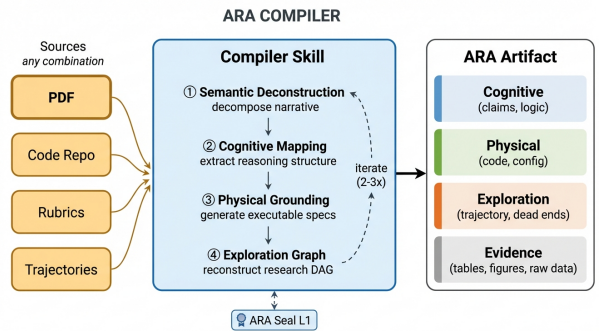 ARA COMPILER
Sources
any combination
PDF
Code Repo
Rubrics
Trajectories
Compiler Skill
① Semantic Deconstruction
decompose narrative
② Cognitive Mapping
extract reasoning structure
③ Physical Grounding
generate executable specs
④ Exploration Graph
reconstruct research DAG
iterate
(2-3x)
ARA Seal L1
ARA Artifact
Cognitive
(claims, logic)
Physical
(code, config)
Exploration
(trajectory, dead ends)
Evidence
(tables, figures, raw data)